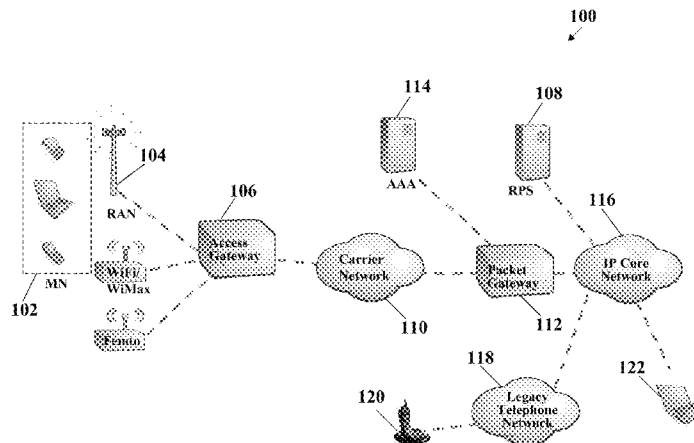 100
114
108
104
106
116
AAA
RPS
RAN
Access
Gateway
Carrier
Network
Packet
Gateway
IP Core
Network
102
MN
WiFi/
WiMax
110
112
Femto
118
122
120
Legacy
Telephone
Network